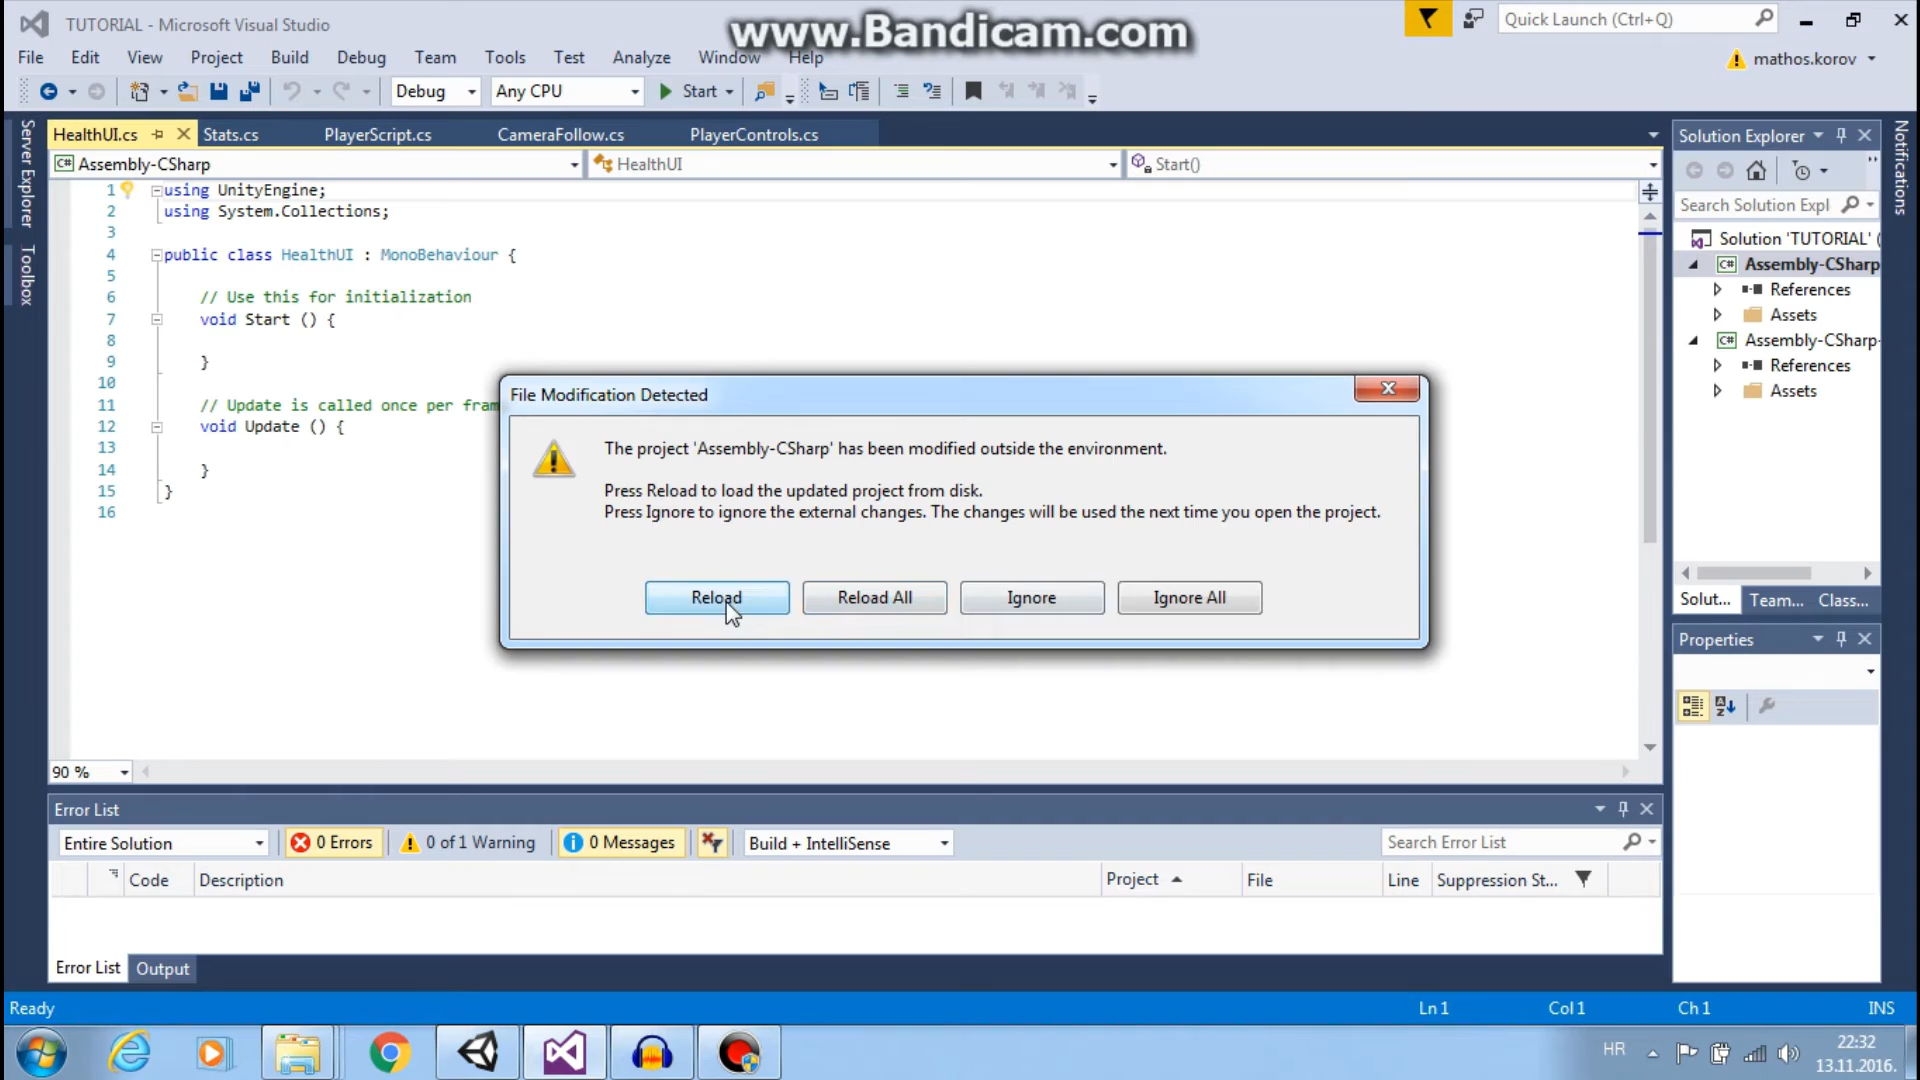 TUTORIAL - Microsoft Visual Studio
www.Bandicam.com
Quick Launch (Ctrl+Q)
File Edit View Project Build Debug Team Tools Test Analyze Window Help
mathos.korov
Debug Any CPU Start
HealthUI.cs Stats.cs PlayerScript.cs CameraFollow.cs PlayerControls.cs
Assembly-CSharp HealthUI Start()
Server Explorer
Toolbox
1 using UnityEngine;
2 using System.Collections;
3
4 public class HealthUI : MonoBehaviour {
5
6 // Use this for initialization
7 void Start () {
8
9 }
10
11 // Update is called once per fram
12 void Update () {
13
14 }
15 }
16
File Modification Detected
The project 'Assembly-CSharp' has been modified outside the environment.
Press Reload to load the updated project from disk.
Press Ignore to ignore the external changes. The changes will be used the next time you open the project.
Reload Reload All Ignore Ignore All
Solution Explorer
Search Solution Expl
Solution 'TUTORIAL' (
Assembly-CSharp
References
Assets
Assembly-CSharp-
References
Assets
Solut... Team... Class...
Properties
Notifications
90 %
Error List
Entire Solution 0 Errors 0 of 1 Warning 0 Messages Build + IntelliSense Search Error List
Code Description Project File Line Suppression St...
Error List Output
Ready Ln 1 Col 1 Ch 1 INS
HR 22:32
13.11.2016.